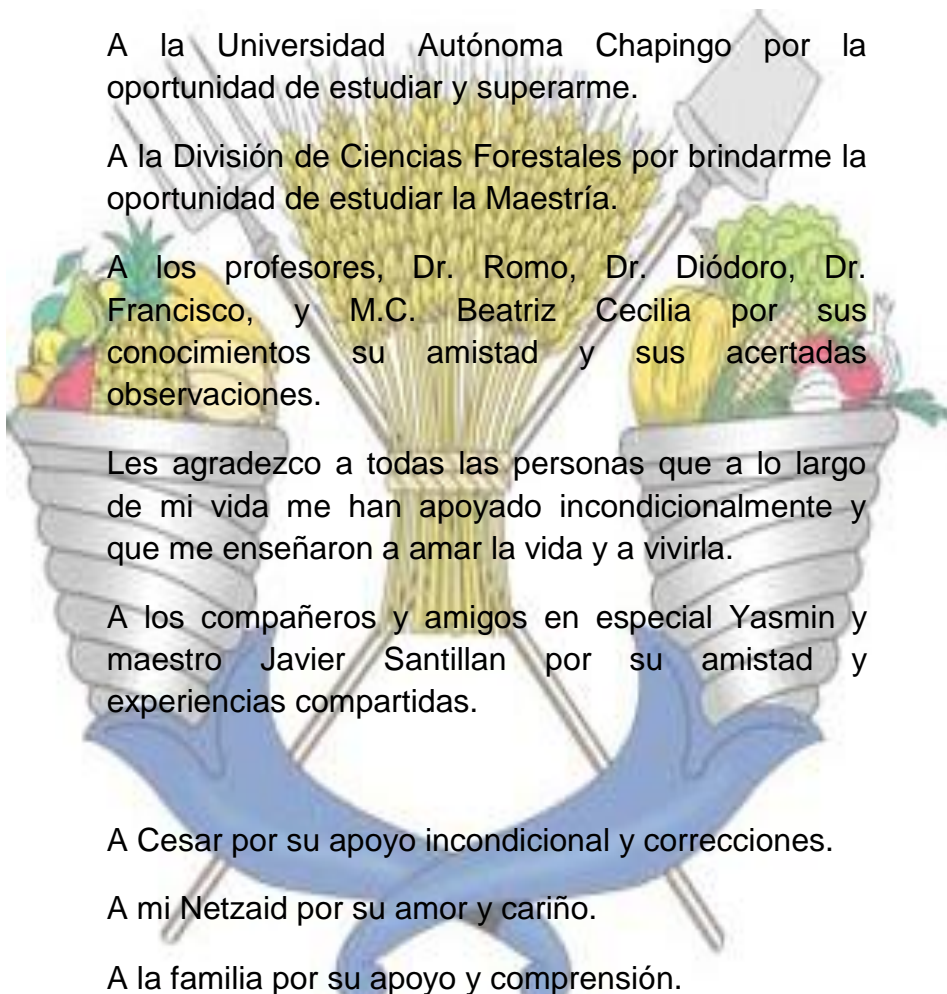 A la Universidad Autónoma Chapingo por la
oportunidad de estudiar y superarme.
A la División de Ciencias Forestales por brindarme la
oportunidad de estudiar la Maestría.
A los profesores, Dr. Romo, Dr. Diódoro, Dr.
Francisco, y M.C. Beatriz Cecilia por sus
conocimientos su amistad y sus acertadas
observaciones.
Les agradezco a todas las personas que a lo largo
de mi vida me han apoyado incondicionalmente y
que me enseñaron a amar la vida y a vivirla.
A los compañeros y amigos en especial Yasmin y
maestro Javier Santillan por su amistad y
experiencias compartidas.
A Cesar por su apoyo incondicional y correcciones.
A mi Netzaid por su amor y cariño.
A la familia por su apoyo y comprensión.